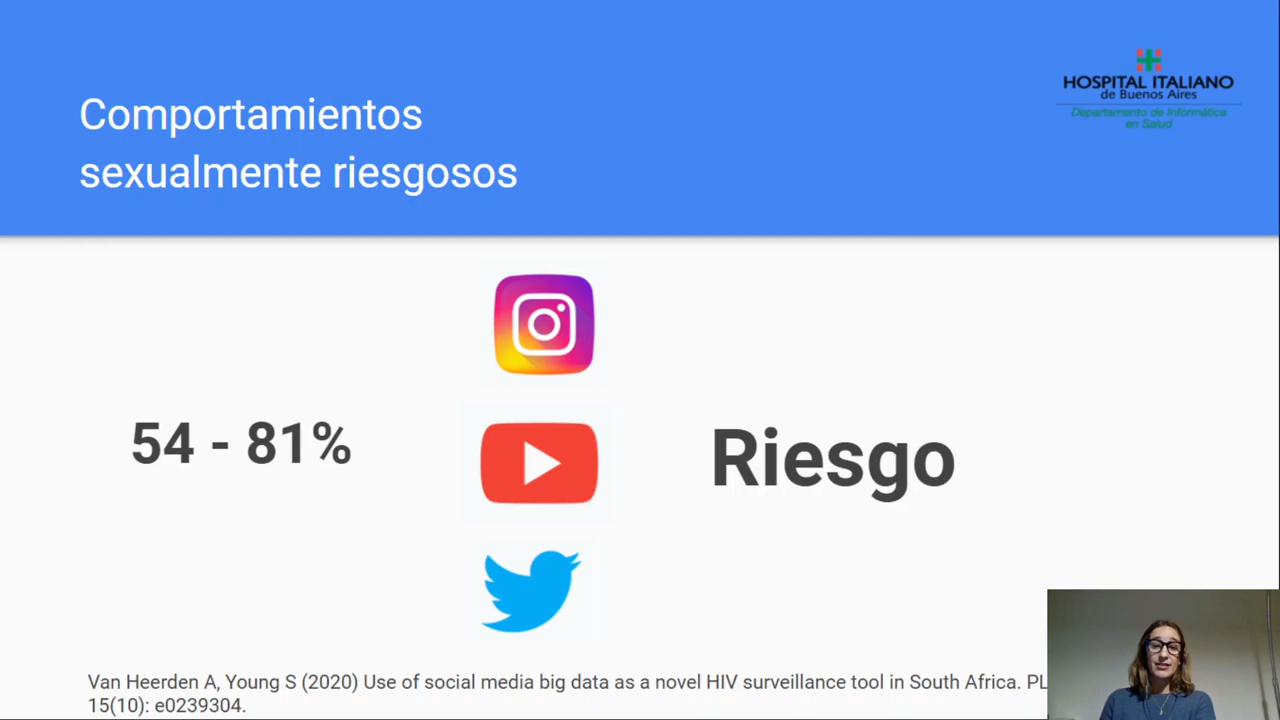 Comportamientos
sexualmente riesgosos
HOSPITAL ITALIANO
de Buenos Aires
Departamento de Informática
en Salud
54 - 81%
Riesgo
Van Heerden A, Young S (2020) Use of social media big data as a novel HIV surveillance tool in South Africa. PL
15(10): e0239304.